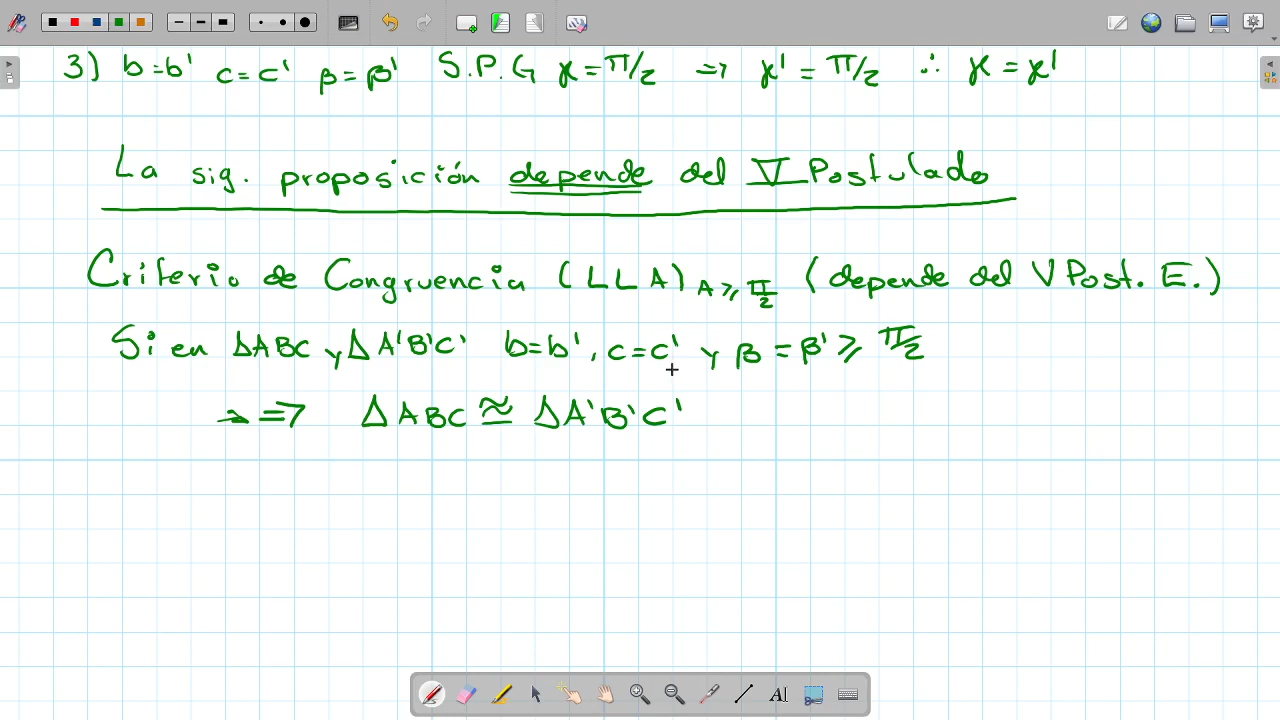 3) b=b' c=c' β=β' S.P.G γ=π/2 ⇒ γ'=π/2 ∴ γ=γ'
La sig. proposición depende del V Postulado
Criterio de Congruencia (LLA) A≥π/2 (depende del V Post. E.)
Si en ΔABC y ΔA'B'C' b=b', c=c' y β=β'≥π/2
⇒ ΔABC ≅ ΔA'B'C'
AI